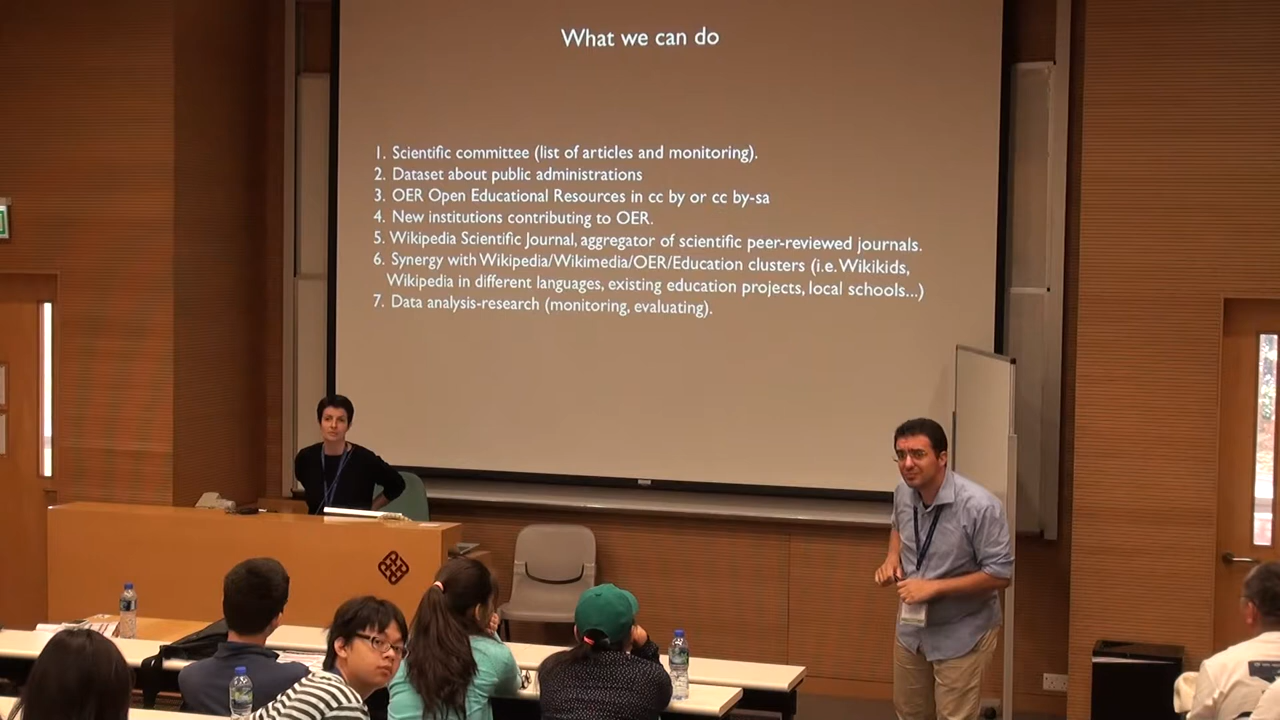 What we can do
1. Scientific committee (list of articles and monitoring).
2. Dataset about public administrations
3. OER Open Educational Resources in cc by or cc by-sa
4. New institutions contributing to OER.
5. Wikipedia Scientific Journal, aggregator of scientific peer-reviewed journals.
6. Synergy with Wikipedia/Wikimedia/OER/Education clusters (i.e. Wikikids,
Wikipedia in different languages, existing education projects, local schools...)
7. Data analysis-research (monitoring, evaluating).